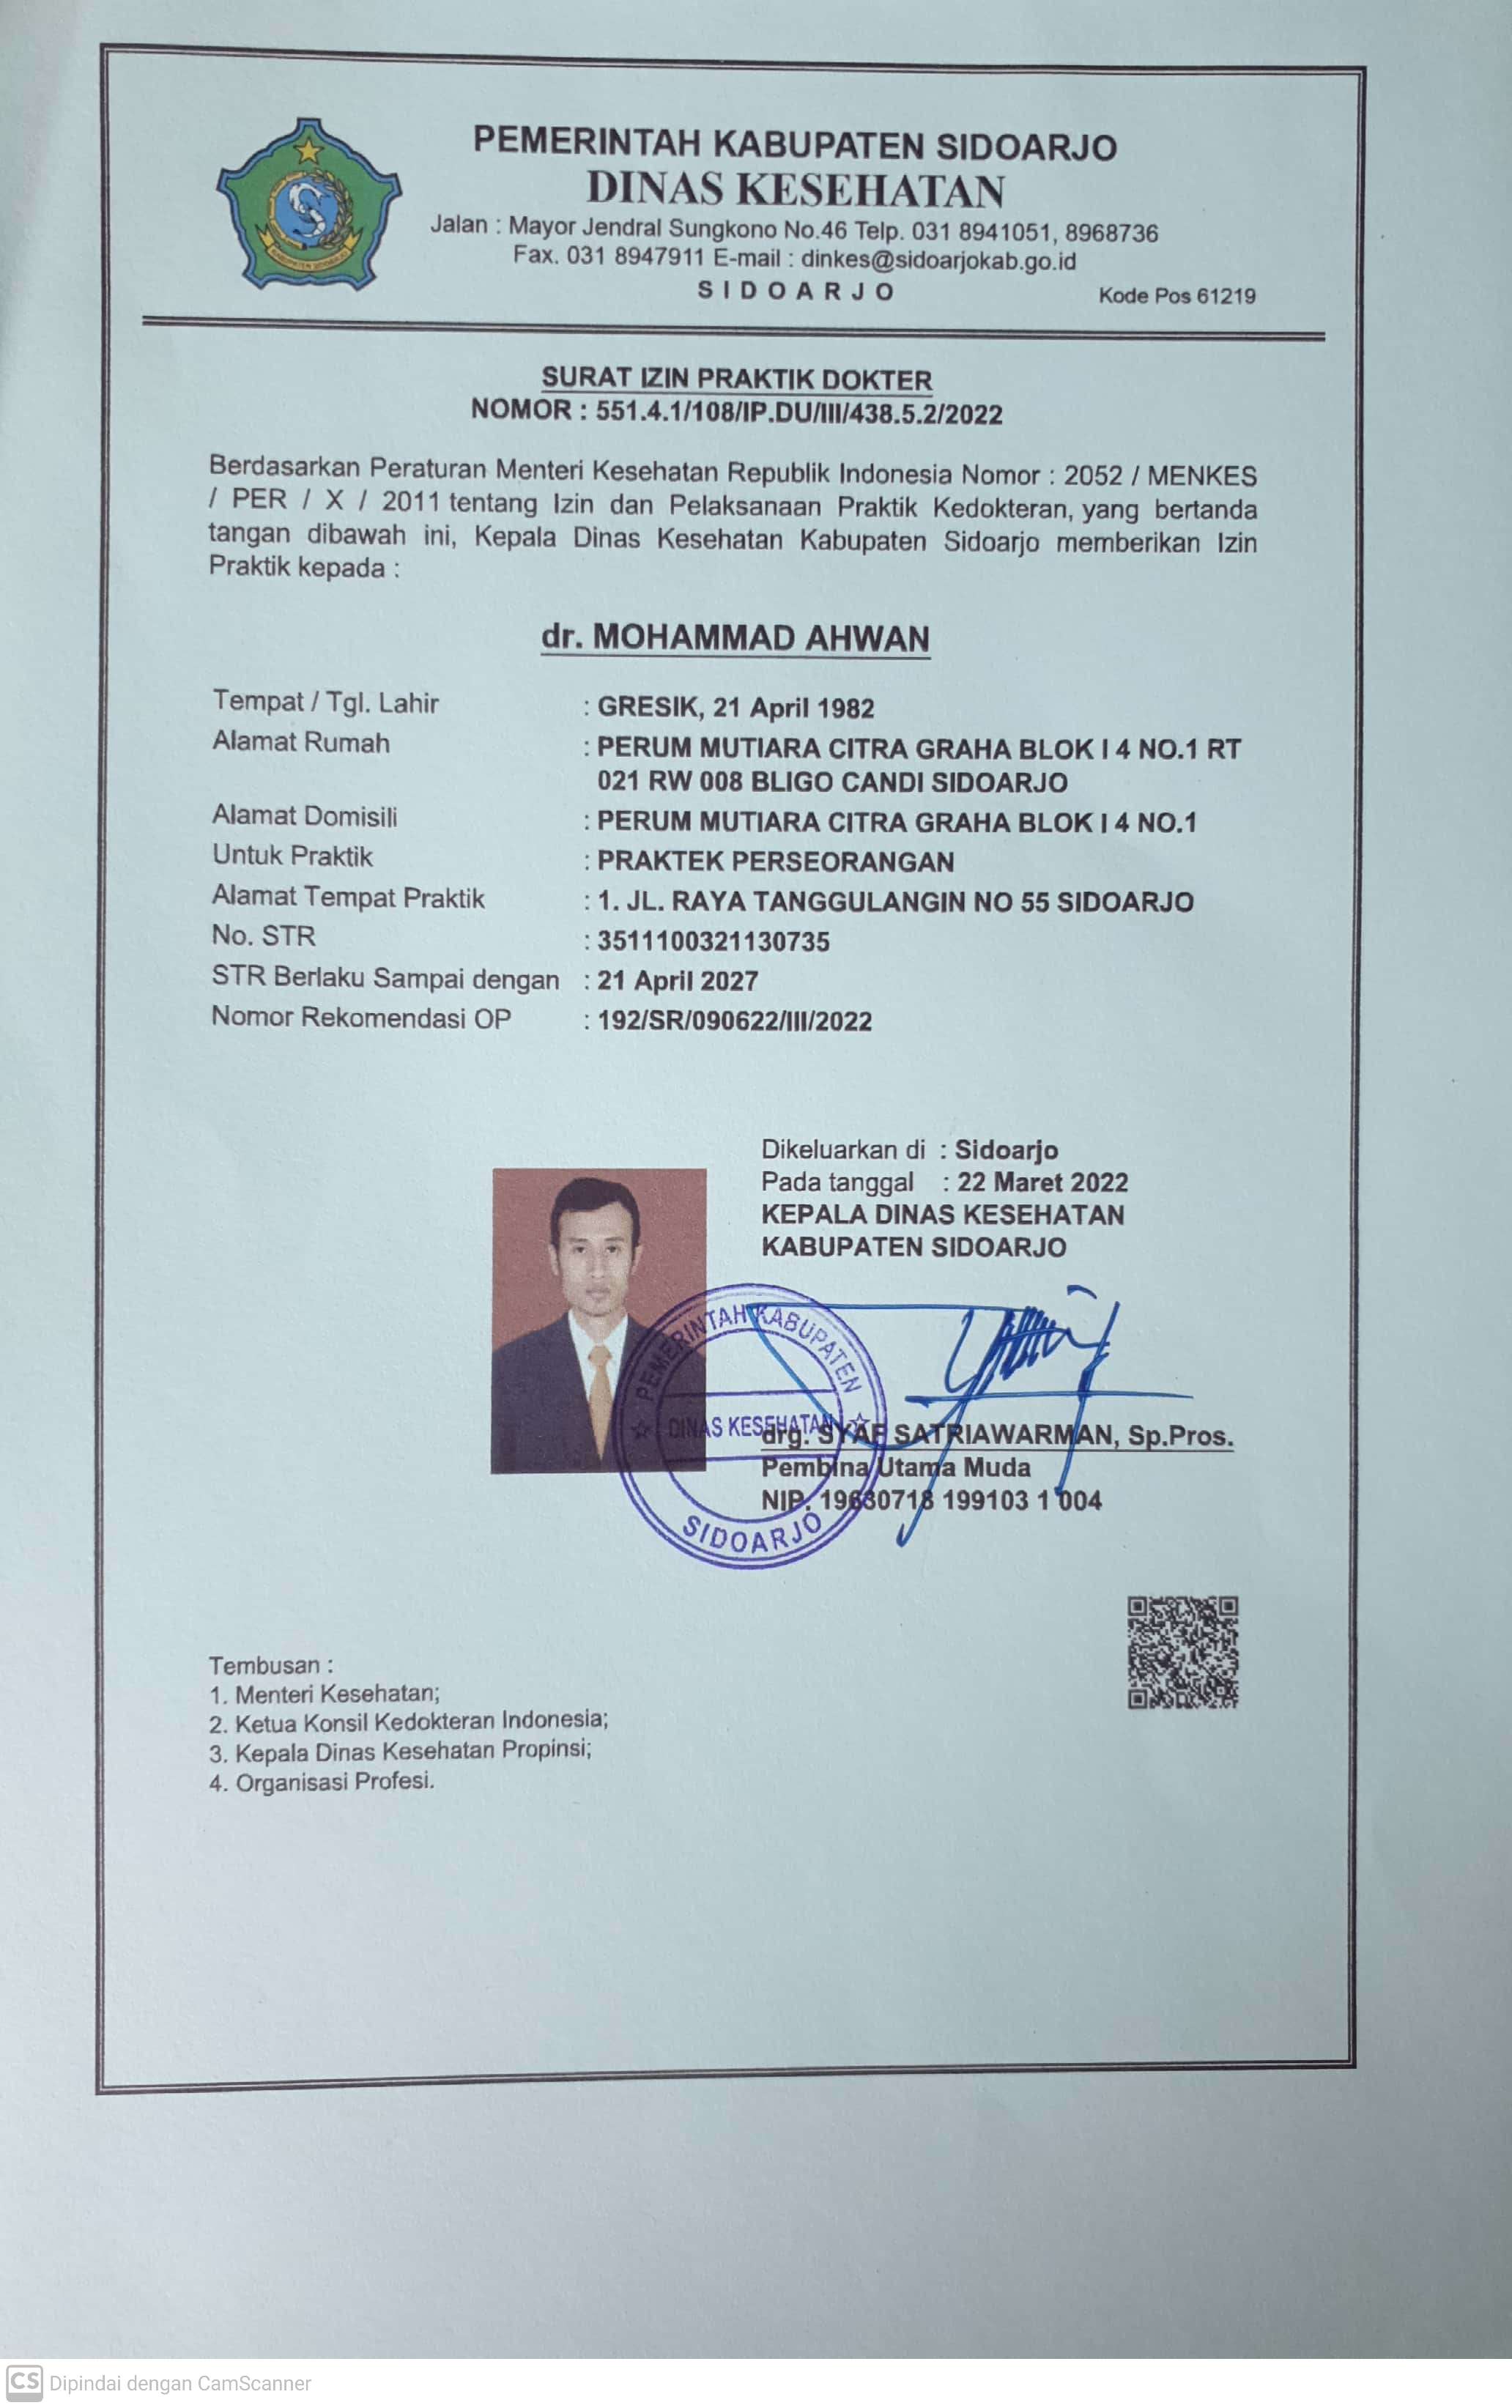 PEMERINTAH KABUPATEN SIDOARJO
DINAS KESEHATAN
Jalan : Mayor Jendral Sungkono No.46 Telp. 031 8941051, 8968736
Fax. 031 8947911 E-mail : dinkes@sidoarjokab.go.id
S I D O A R J O
Kode Pos 61219
KABUPATEN SIDOARJO
SURAT IZIN PRAKTIK DOKTER
NOMOR : 551.4.1/108/IP.DU/III/438.5.2/2022
Berdasarkan Peraturan Menteri Kesehatan Republik Indonesia Nomor : 2052 / MENKES
/ PER / X / 2011 tentang Izin dan Pelaksanaan Praktik Kedokteran, yang bertanda
tangan dibawah ini, Kepala Dinas Kesehatan Kabupaten Sidoarjo memberikan Izin
Praktik kepada :
dr. MOHAMMAD AHWAN
Tempat / Tgl. Lahir : GRESIK, 21 April 1982
Alamat Rumah : PERUM MUTIARA CITRA GRAHA BLOK I 4 NO.1 RT
021 RW 008 BLIGO CANDI SIDOARJO
Alamat Domisili : PERUM MUTIARA CITRA GRAHA BLOK I 4 NO.1
Untuk Praktik : PRAKTEK PERSEORANGAN
Alamat Tempat Praktik : 1. JL. RAYA TANGGULANGIN NO 55 SIDOARJO
No. STR : 3511100321130735
STR Berlaku Sampai dengan : 21 April 2027
Nomor Rekomendasi OP : 192/SR/090622/III/2022
Dikeluarkan di : Sidoarjo
Pada tanggal : 22 Maret 2022
KEPALA DINAS KESEHATAN
KABUPATEN SIDOARJO
PEMERINTAH KABUPATEN
DINAS KESEHATAN
SIDOARJO
drg. SYAF SATRIAWARMAN, Sp.Pros.
Pembina Utama Muda
NIP. 19630718 199103 1 004
Tembusan :
1. Menteri Kesehatan;
2. Ketua Konsil Kedokteran Indonesia;
3. Kepala Dinas Kesehatan Propinsi;
4. Organisasi Profesi.
CS Dipindai dengan CamScanner